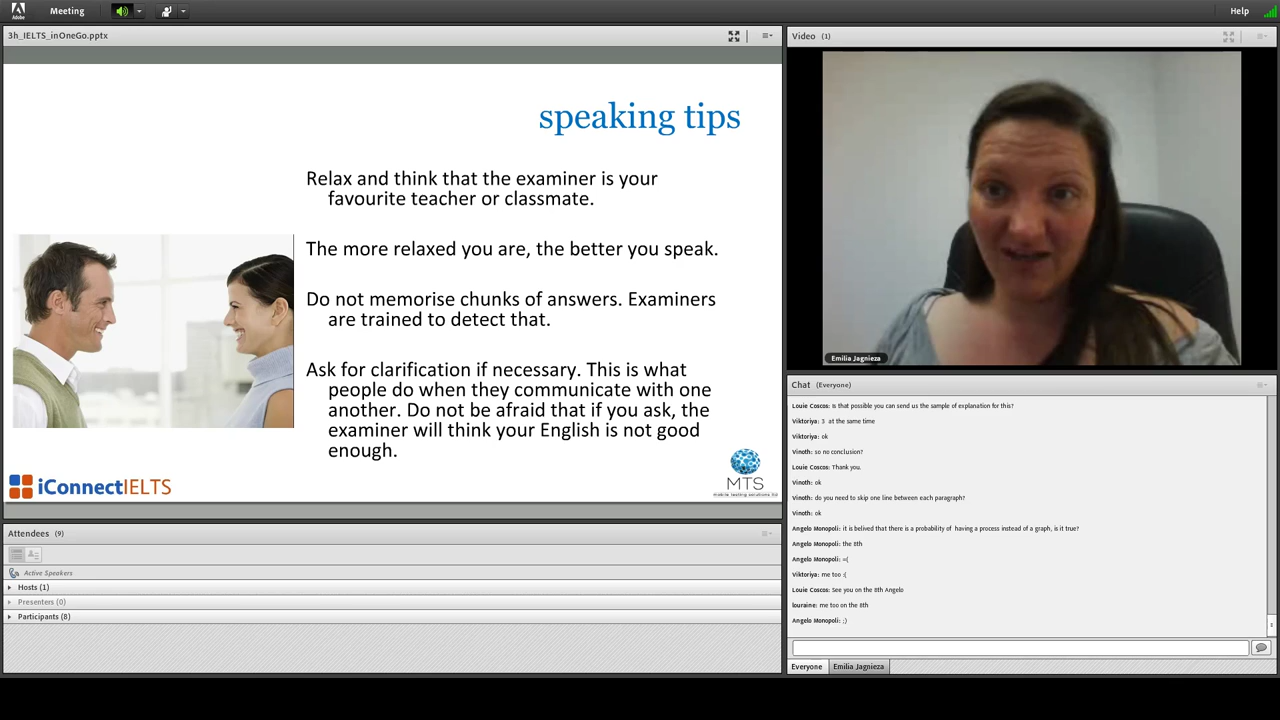 Adobe
Meeting
Help
3h_IELTS_inOneGo.pptx
speaking tips
Relax and think that the examiner is your
favourite teacher or classmate.
The more relaxed you are, the better you speak.
Do not memorise chunks of answers. Examiners
are trained to detect that.
Ask for clarification if necessary. This is what
people do when they communicate with one
another. Do not be afraid that if you ask, the
examiner will think your English is not good
enough.
iConnectIELTS
MTS
mobile testing solutions ltd
Attendees (9)
Active Speakers
Hosts (1)
Presenters (0)
Participants (8)
Video (1)
Emilia Jagnieza
Chat (Everyone)
Louie Coscos: Is that possible you can send us the sample of explanation for this?
Viktoriya: 3 at the same time
Viktoriya: ok
Vinoth: so no conclusion?
Louie Coscos: Thank you.
Vinoth: ok
Vinoth: do you need to skip one line between each paragraph?
Vinoth: ok
Angelo Monopoli: it is belived that there is a probability of having a process instead of a graph, is it true?
Angelo Monopoli: the 8th
Angelo Monopoli: =(
Viktoriya: me too :(
Louie Coscos: See you on the 8th Angelo
louraine: me too on the 8th
Angelo Monopoli: ;)
Everyone
Emilia Jagnieza